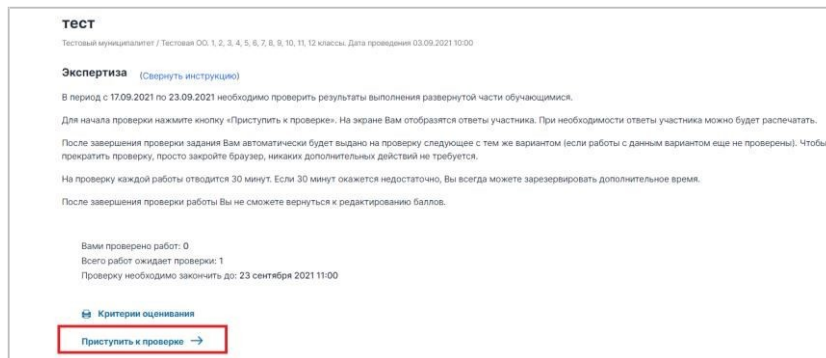 тест
Тестовый муниципалитет / Тестовая ОО. 1, 2, 3, 4, 5, 6, 7, 8, 9, 10, 11, 12 классы. Дата проведения 03.09.2021 10:00
Экспертиза (Свернуть инструкцию)
В период с 17.09.2021 по 23.09.2021 необходимо проверить результаты выполнения развернутой части обучающимися.
Для начала проверки нажмите кнопку «Приступить к проверке». На экране Вам отобразятся ответы участника. При необходимости ответы участника можно будет распечатать.
После завершения проверки задания Вам автоматически будет выдано на проверку следующее с тем же вариантом (если работы с данным вариантом еще не проверены). Чтобы
прекратить проверку, просто закройте браузер, никаких дополнительных действий не требуется.
На проверку каждой работы отводится 30 минут. Если 30 минут окажется недостаточно, Вы всегда можете зарезервировать дополнительное время.
После завершения проверки работы Вы не сможете вернуться к редактированию баллов.
Вами проверено работ: 0
Всего работ ожидает проверки: 1
Проверку необходимо закончить до: 23 сентября 2021 11:00
Критерии оценивания
Приступить к проверке →